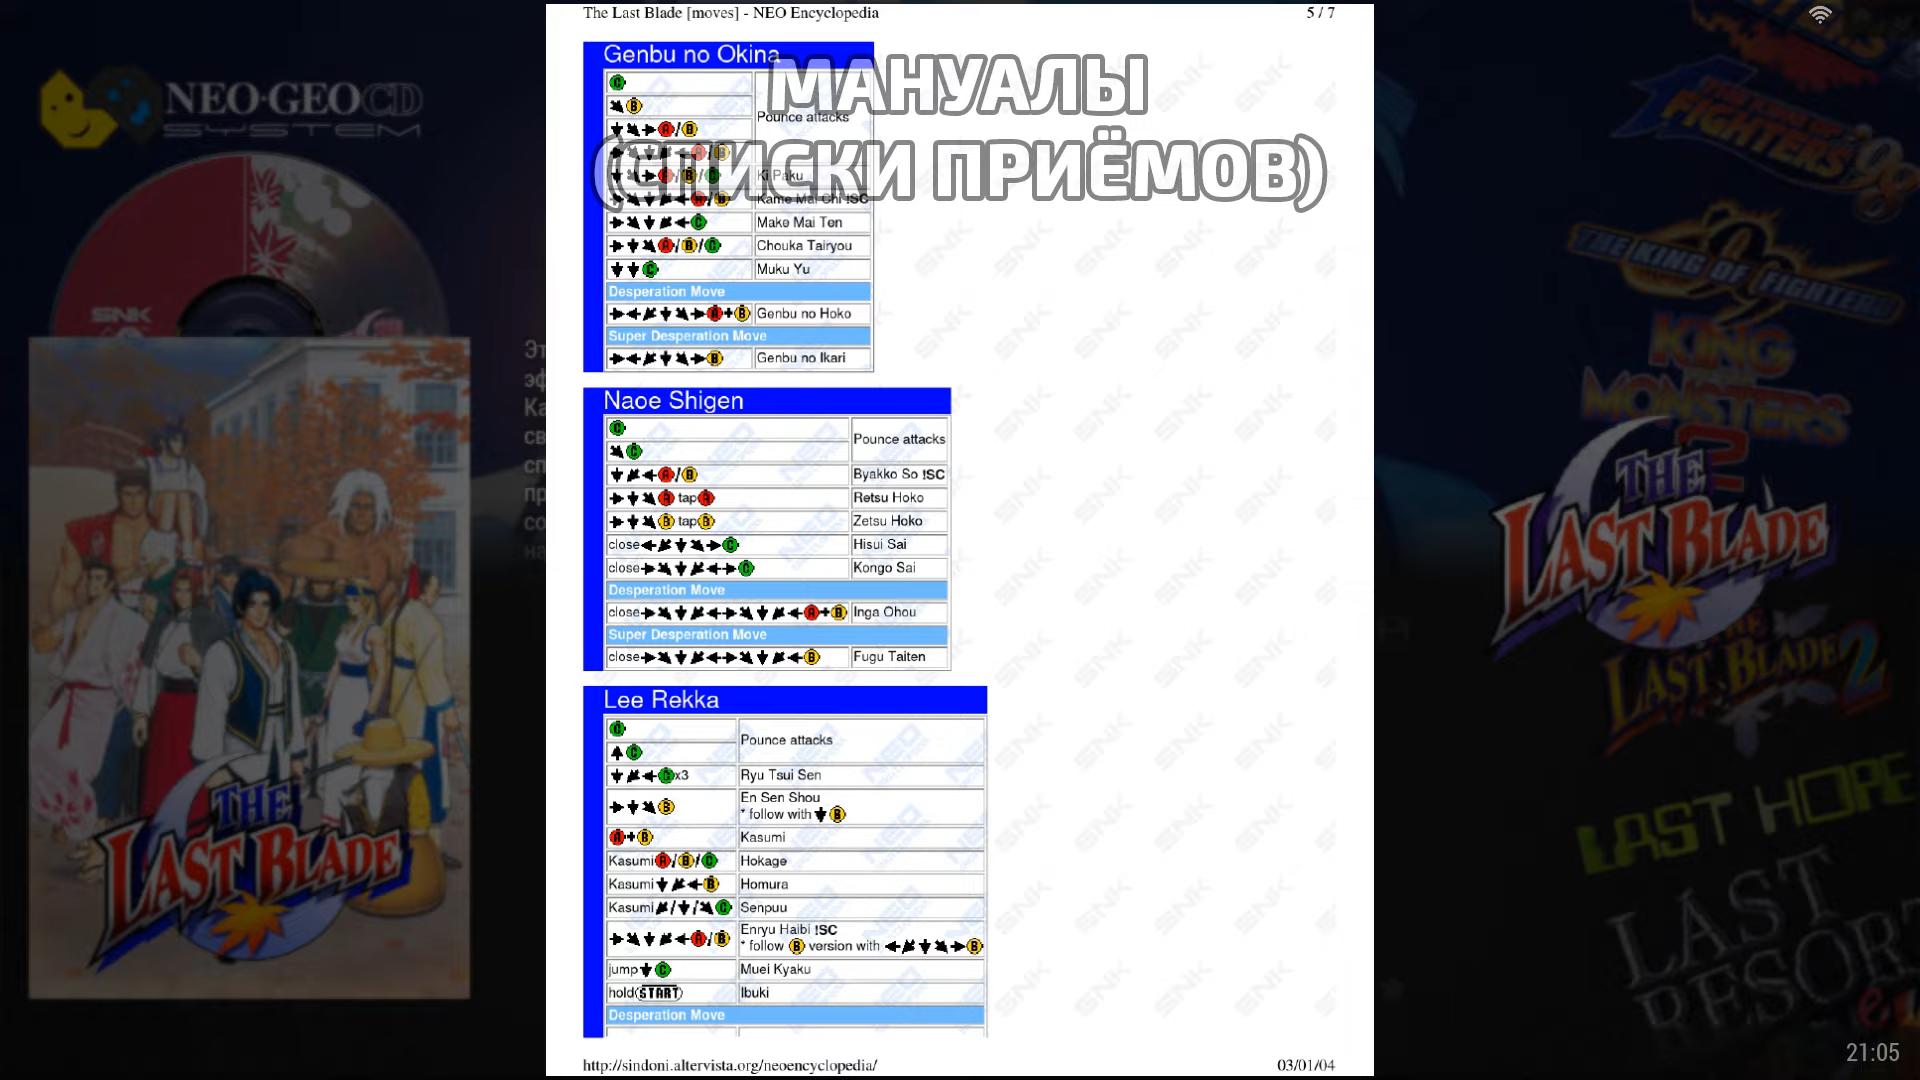 The Last Blade [moves] - NEO Encyclopedia
5 / 7
МАНУАЛЫ
(СПИСКИ ПРИЁМОВ)
NEO·GEO CD
SYSTEM
SNK
Genbu no Okina
C
Pounce attacks
B
A/B
A/B
A/B/C Ki Paku
A/B Kame Mai Chi !SC
C Make Mai Ten
A/B/C Chouka Tairyou
C Muku Yu
Desperation Move
A+B Genbu no Hoko
Super Desperation Move
B Genbu no Ikari
Naoe Shigen
C
Pounce attacks
C
A/B Byakko So !SC
A tap A Retsu Hoko
B tap B Zetsu Hoko
close C Hisui Sai
close C Kongo Sai
Desperation Move
close A+B Inga Ohou
Super Desperation Move
close B Fugu Taiten
Lee Rekka
C
Pounce attacks
C
C x3 Ryu Tsui Sen
B En Sen Shou
* follow with B
A+B Kasumi
Kasumi A/B/C Hokage
Kasumi B Homura
Kasumi / / C Senpuu
A/B Enryu Haibi !SC
* follow B version with B
jump C Muei Kyaku
hold START Ibuki
Desperation Move
http://sindoni.altervista.org/neoencyclopedia/
03/01/04
THE
LAST BLADE
THE KING OF FIGHTERS '98
THE KING OF FIGHTERS
KING
MONSTERS
2
THE
LAST BLADE
THE
LAST BLADE 2
LAST HOPE
LAST
RESORT
21:05